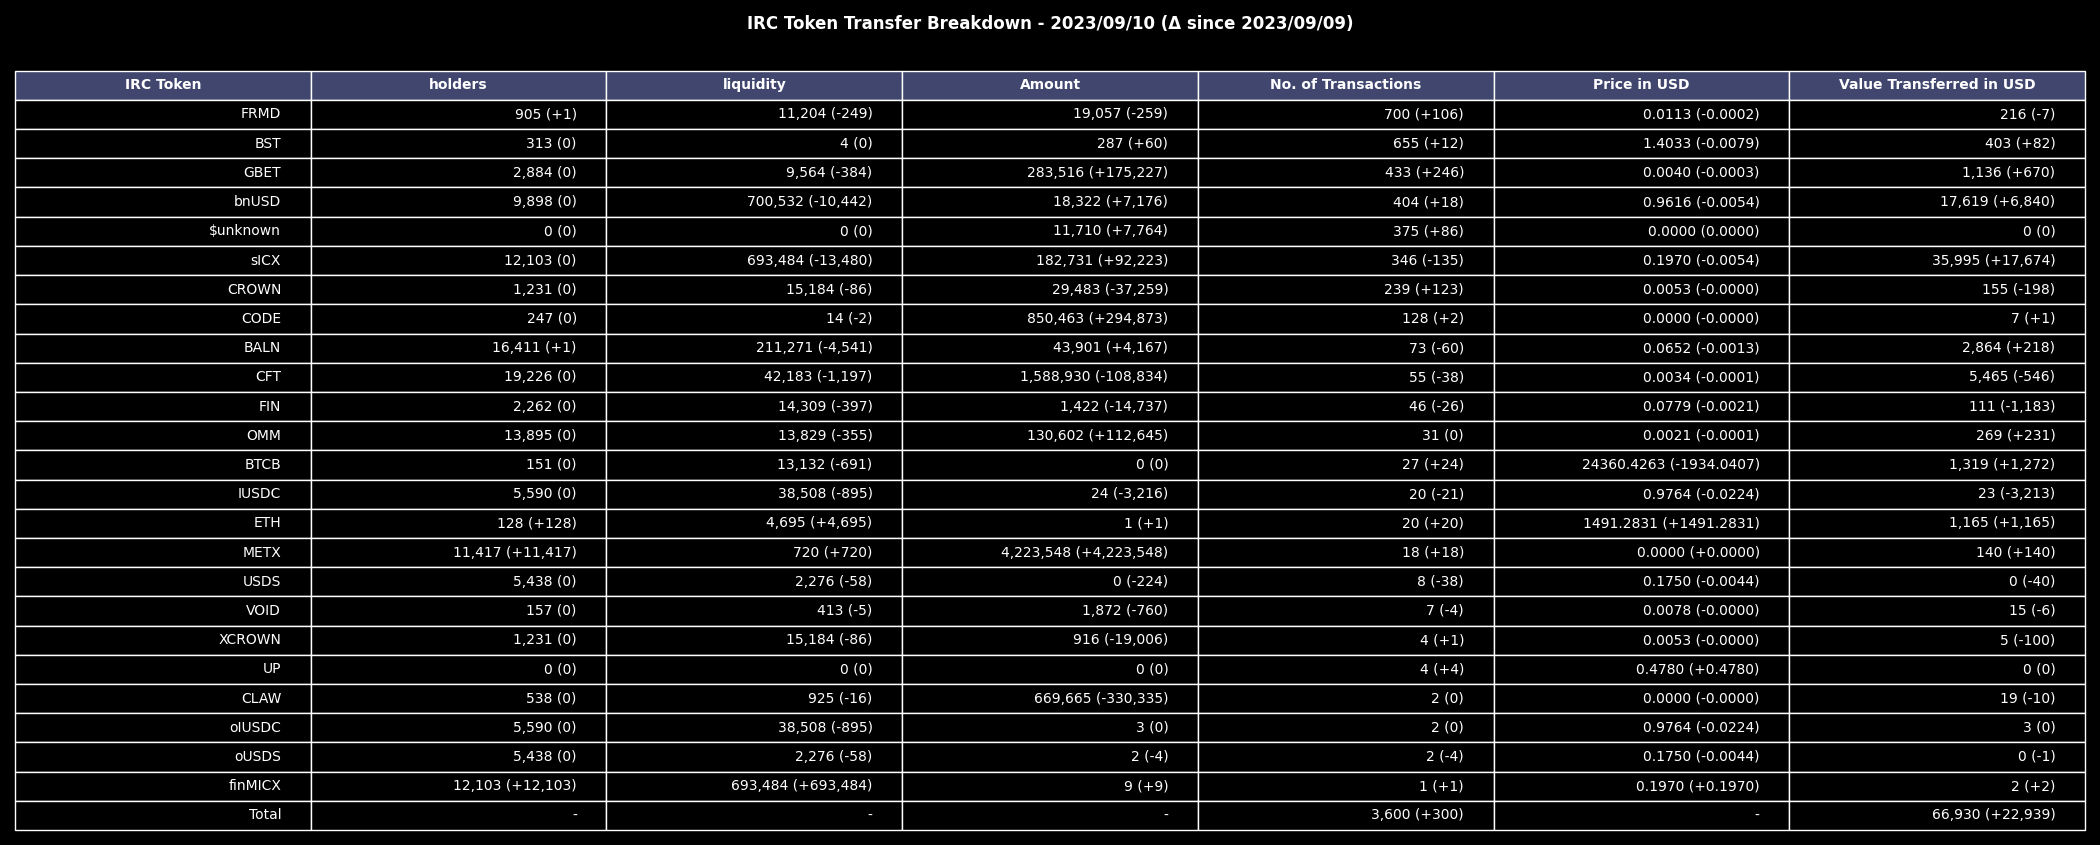 IRC Token Transfer Breakdown - 2023/09/10 (Δ since 2023/09/09)
IRC Token holders liquidity Amount No. of Transactions Price in USD Value Transferred in USD
FRMD 905 (+1) 11,204 (-249) 19,057 (-259) 700 (+106) 0.0113 (-0.0002) 216 (-7)
BST 313 (0) 4 (0) 287 (+60) 655 (+12) 1.4033 (-0.0079) 403 (+82)
GBET 2,884 (0) 9,564 (-384) 283,516 (+175,227) 433 (+246) 0.0040 (-0.0003) 1,136 (+670)
bnUSD 9,898 (0) 700,532 (-10,442) 18,322 (+7,176) 404 (+18) 0.9616 (-0.0054) 17,619 (+6,840)
$unknown 0 (0) 0 (0) 11,710 (+7,764) 375 (+86) 0.0000 (0.0000) 0 (0)
sICX 12,103 (0) 693,484 (-13,480) 182,731 (+92,223) 346 (-135) 0.1970 (-0.0054) 35,995 (+17,674)
CROWN 1,231 (0) 15,184 (-86) 29,483 (-37,259) 239 (+123) 0.0053 (-0.0000) 155 (-198)
CODE 247 (0) 14 (-2) 850,463 (+294,873) 128 (+2) 0.0000 (-0.0000) 7 (+1)
BALN 16,411 (+1) 211,271 (-4,541) 43,901 (+4,167) 73 (-60) 0.0652 (-0.0013) 2,864 (+218)
CFT 19,226 (0) 42,183 (-1,197) 1,588,930 (-108,834) 55 (-38) 0.0034 (-0.0001) 5,465 (-546)
FIN 2,262 (0) 14,309 (-397) 1,422 (-14,737) 46 (-26) 0.0779 (-0.0021) 111 (-1,183)
OMM 13,895 (0) 13,829 (-355) 130,602 (+112,645) 31 (0) 0.0021 (-0.0001) 269 (+231)
BTCB 151 (0) 13,132 (-691) 0 (0) 27 (+24) 24360.4263 (-1934.0407) 1,319 (+1,272)
IUSDC 5,590 (0) 38,508 (-895) 24 (-3,216) 20 (-21) 0.9764 (-0.0224) 23 (-3,213)
ETH 128 (+128) 4,695 (+4,695) 1 (+1) 20 (+20) 1491.2831 (+1491.2831) 1,165 (+1,165)
METX 11,417 (+11,417) 720 (+720) 4,223,548 (+4,223,548) 18 (+18) 0.0000 (+0.0000) 140 (+140)
USDS 5,438 (0) 2,276 (-58) 0 (-224) 8 (-38) 0.1750 (-0.0044) 0 (-40)
VOID 157 (0) 413 (-5) 1,872 (-760) 7 (-4) 0.0078 (-0.0000) 15 (-6)
XCROWN 1,231 (0) 15,184 (-86) 916 (-19,006) 4 (+1) 0.0053 (-0.0000) 5 (-100)
UP 0 (0) 0 (0) 0 (0) 4 (+4) 0.4780 (+0.4780) 0 (0)
CLAW 538 (0) 925 (-16) 669,665 (-330,335) 2 (0) 0.0000 (-0.0000) 19 (-10)
oIUSDC 5,590 (0) 38,508 (-895) 3 (0) 2 (0) 0.9764 (-0.0224) 3 (0)
oUSDS 5,438 (0) 2,276 (-58) 2 (-4) 2 (-4) 0.1750 (-0.0044) 0 (-1)
finMICX 12,103 (+12,103) 693,484 (+693,484) 9 (+9) 1 (+1) 0.1970 (+0.1970) 2 (+2)
Total - - - 3,600 (+300) - 66,930 (+22,939)